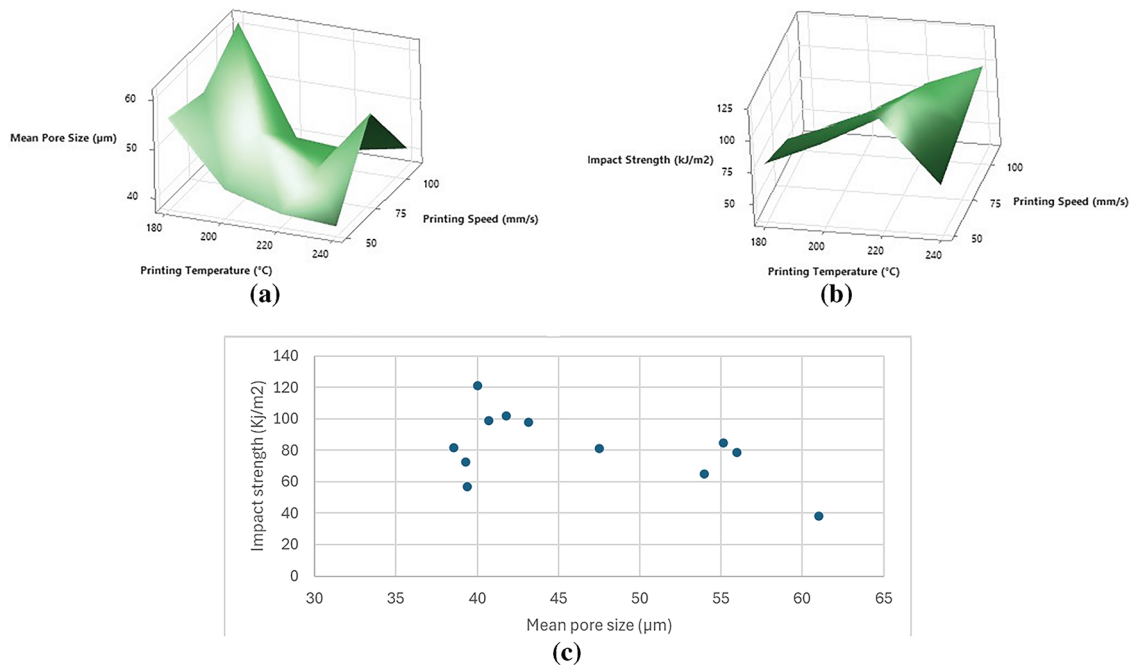 60
Mean Pore Size (µm)
50
40
180
200
220
240
Printing Temperature (°C)
50
75
100
Printing Speed (mm/s)
(a)
125
100
Impact Strength (kJ/m2)
75
50
180
200
220
240
Printing Temperature (°C)
50
75
100
Printing Speed (mm/s)
(b)
140
120
100
80
60
40
20
0
Impact strength (Kj/m2)
30 35 40 45 50 55 60 65
Mean pore size (µm)
(c)